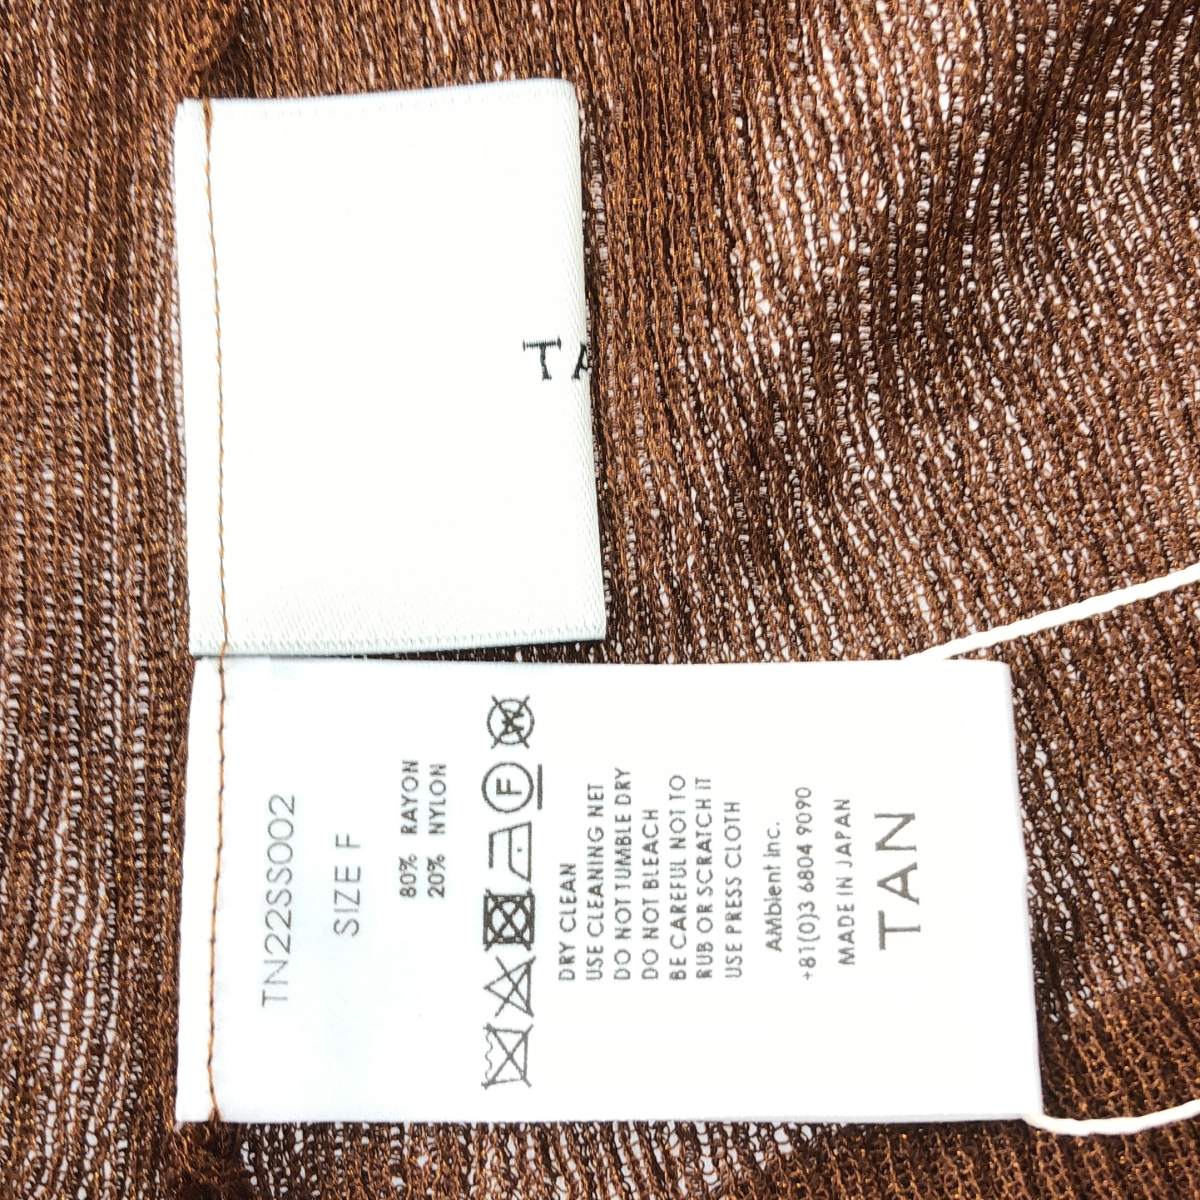 TN22SS002
SIZE F
80% RAYON
20% NYLON
F
W
DRY CLEAN
USE CLEANING NET
DO NOT TUMBLE DRY
DO NOT BLEACH
BE CAREFUL NOT TO
RUB OR SCRATCH IT
USE PRESS CLOTH
AMbient Inc.
+81(0)3 6804 9090
MADE IN JAPAN
TAN
TA